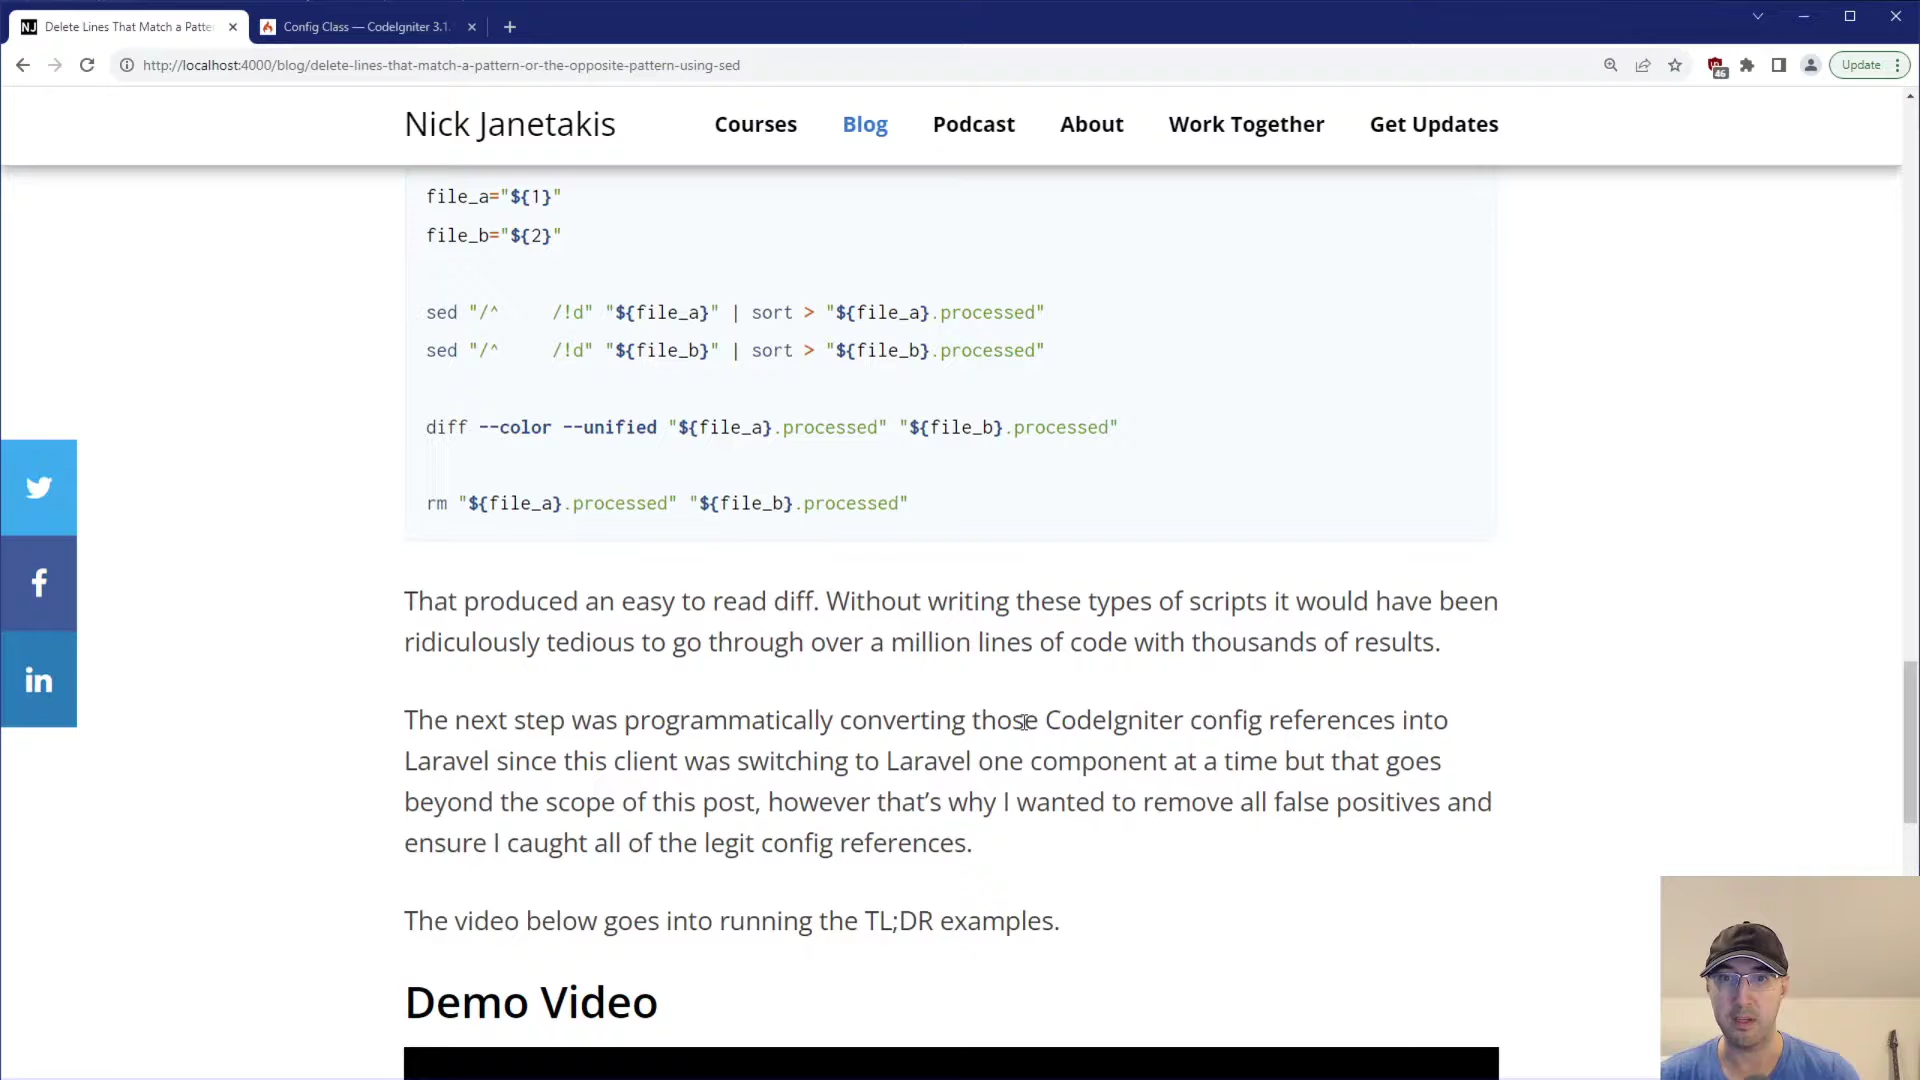 Delete Lines That Match a Patte
Config Class — CodeIgniter 3.1.
http://localhost:4000/blog/delete-lines-that-match-a-pattern-or-the-opposite-pattern-using-sed
46
Update
Nick Janetakis
Courses
Blog
Podcast
About
Work Together
Get Updates
file_a="${1}"
file_b="${2}"
sed "/^     /!d" "${file_a}" | sort > "${file_a}.processed"
sed "/^     /!d" "${file_b}" | sort > "${file_b}.processed"
diff --color --unified "${file_a}.processed" "${file_b}.processed"
rm "${file_a}.processed" "${file_b}.processed"
That produced an easy to read diff. Without writing these types of scripts it would have been
ridiculously tedious to go through over a million lines of code with thousands of results.
The next step was programmatically converting those CodeIgniter config references into
Laravel since this client was switching to Laravel one component at a time but that goes
beyond the scope of this post, however that’s why I wanted to remove all false positives and
ensure I caught all of the legit config references.
The video below goes into running the TL;DR examples.
Demo Video